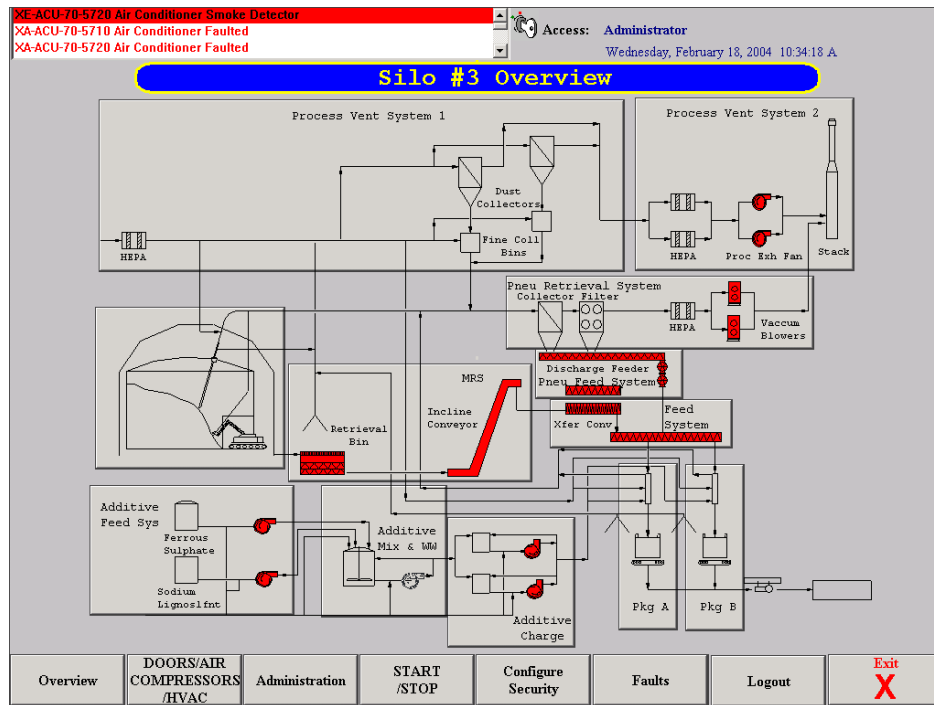 XE-ACU-70-5720 Air Conditioner Smoke Detector
XA-ACU-70-5710 Air Conditioner Faulted
XA-ACU-70-5720 Air Conditioner Faulted
Access: Administrator
Wednesday, February 18, 2004 10:34:18 A
Silo #3 Overview
Process Vent System 1
Process Vent System 2
Dust
Collectors
Fine Coll
Bins
HEPA
HEPA
Proc Exh Fan
Stack
Pneu Retrieval System
Collector Filter
HEPA
Vaccum
Blowers
Discharge Feeder
Pneu Feed System
MRS
Incline
Conveyor
Retrieval
Bin
Xfer Conv
Feed
System
Additive
Feed Sys
Ferrous
Sulphate
Sodium
Lignoslfnt
Additive
Mix & WW
Additive
Charge
Pkg A
Pkg B
Overview
DOORS/AIR
COMPRESSORS
/HVAC
Administration
START
/STOP
Configure
Security
Faults
Logout
Exit
X